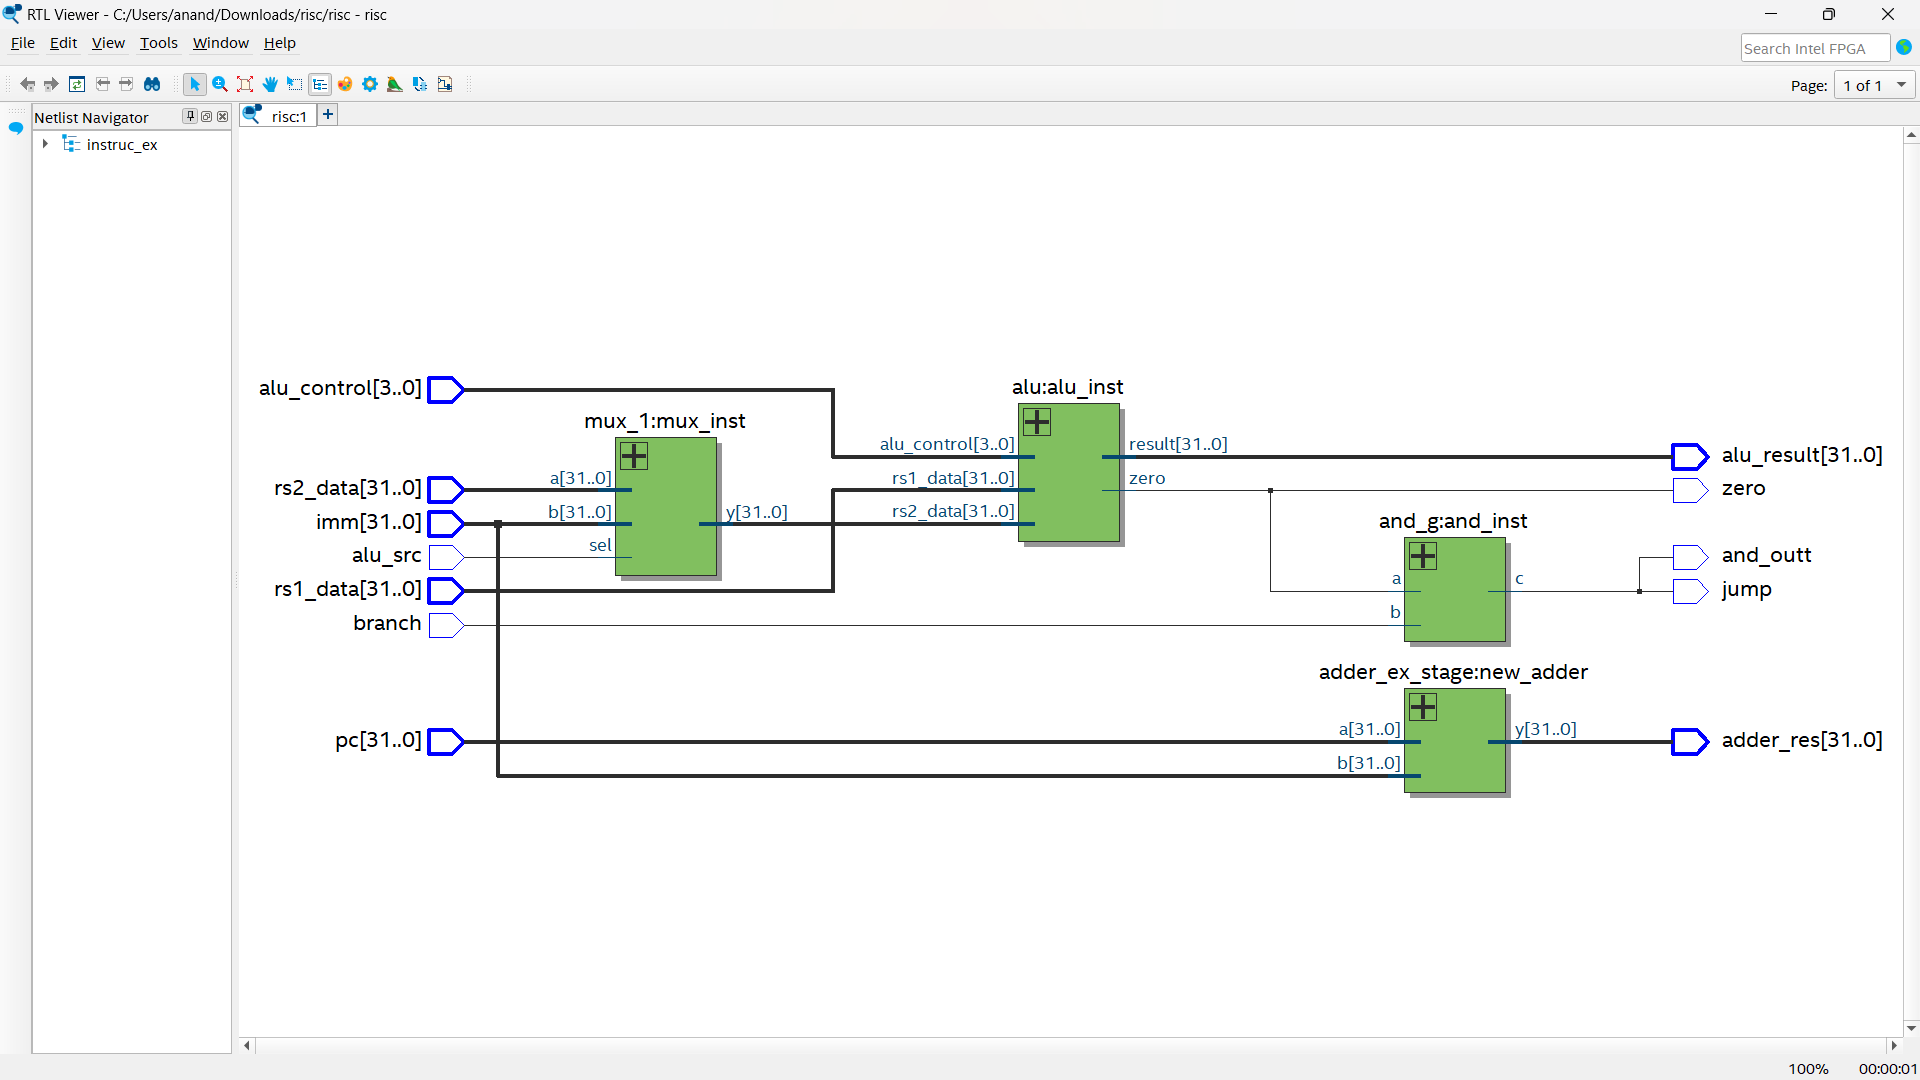 RTL Viewer - C:/Users/anand/Downloads/risc/risc - risc
File Edit View Tools Window Help
Search Intel FPGA
Page: 1 of 1
Netlist Navigator
risc:1
instruc_ex
alu_control[3..0]
alu:alu_inst
mux_1:mux_inst
alu_control[3..0]
result[31..0]
alu_result[31..0]
rs2_data[31..0]
a[31..0]
rs1_data[31..0]
zero
zero
imm[31..0]
b[31..0]
y[31..0]
rs2_data[31..0]
and_g:and_inst
alu_src
sel
and_outt
rs1_data[31..0]
a
c
jump
branch
b
adder_ex_stage:new_adder
pc[31..0]
a[31..0]
y[31..0]
adder_res[31..0]
b[31..0]
100% 00:00:01